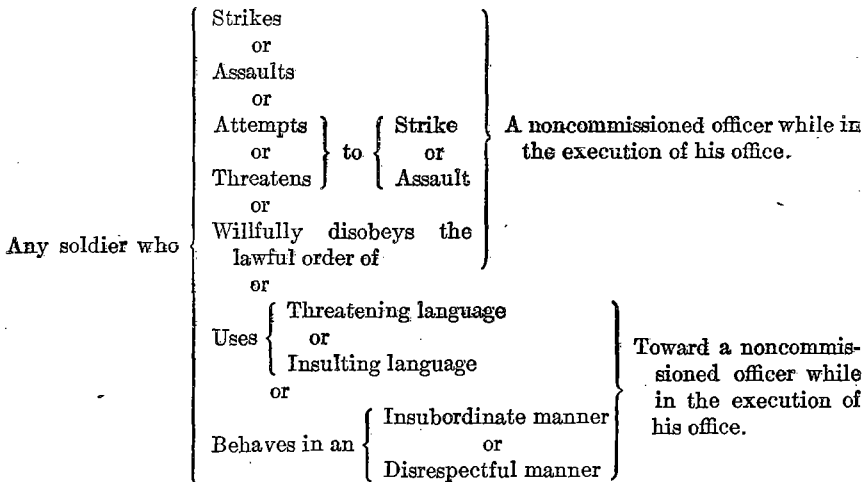 Strikes
or
Assaults
or
Attempts
or
Threatens
to
Strike
or
Assault
A noncommissioned officer while in
the execution of his office.
or
Any soldier who
Willfully disobeys the
lawful order of
or
Uses
Threatening language
or
Insulting language
or
Behaves in an
Insubordinate manner
or
Disrespectful manner
Toward a noncommis-
sioned officer while
in the execution of
his office.